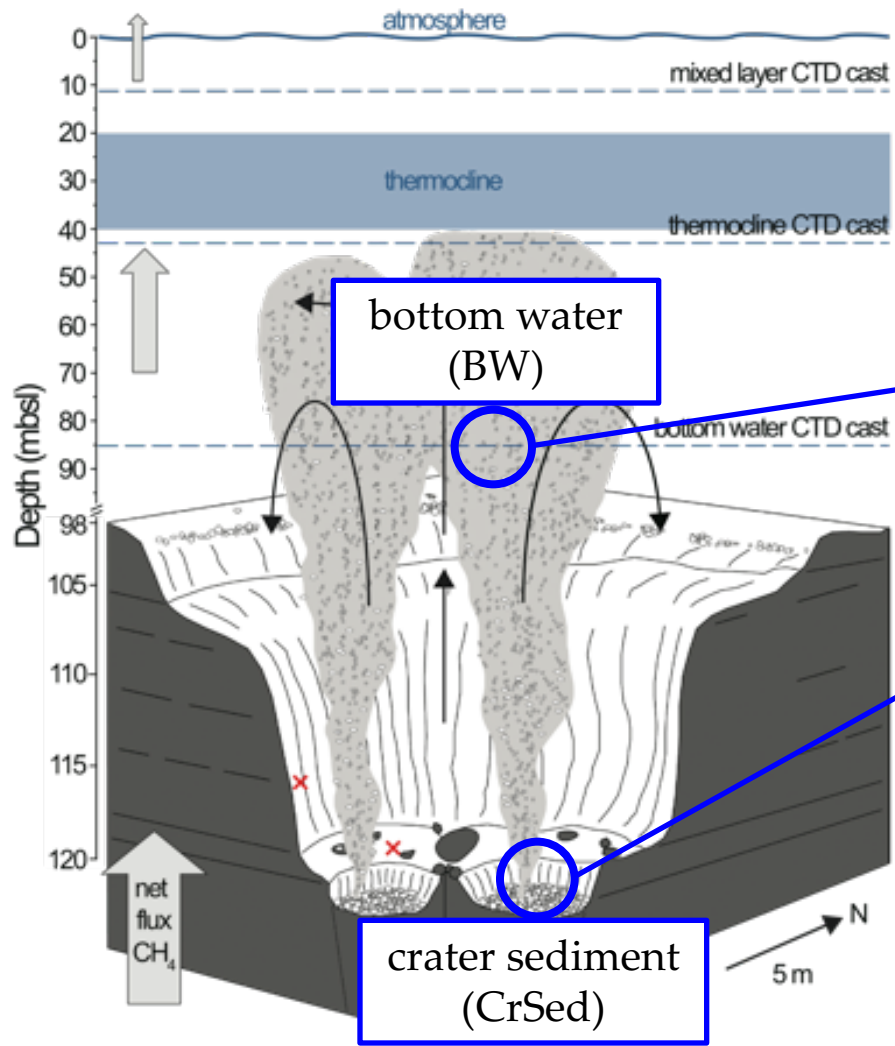 atmosphere
0
mixed layer CTD cast
10
20
thermocline
30
40
thermocline CTD cast
50
bottom water
(BW)
60
70
80
bottom water CTD cast
90
Depth (mbsl)
98
105
110
115
120
net
flux
CH₄
N
5 m
crater sediment
(CrSed)